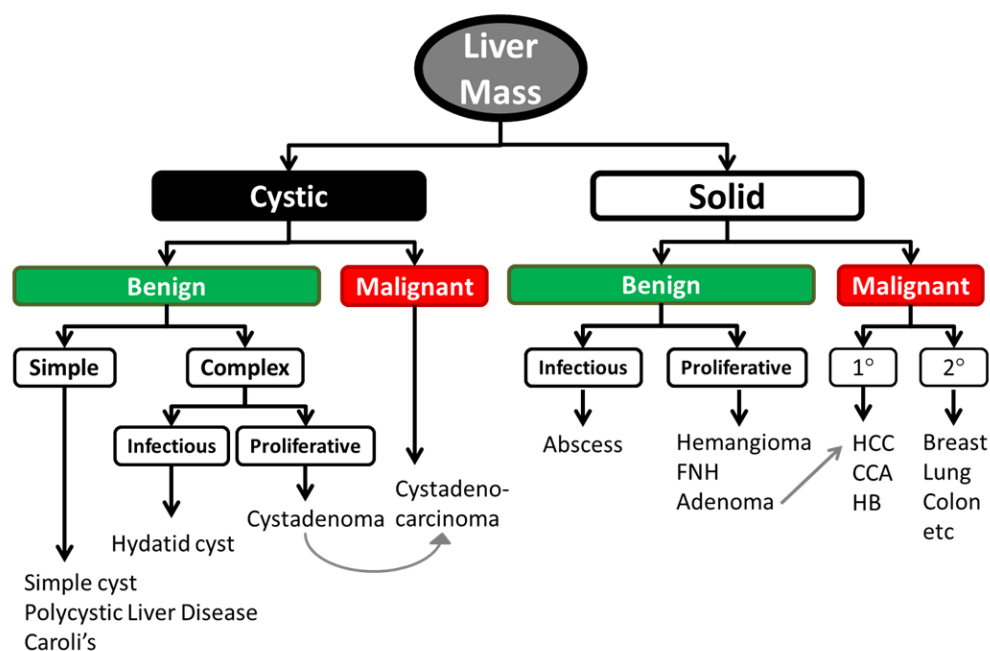 Liver
Mass
Cystic
Solid
Benign
Malignant
Benign
Malignant
Simple
Complex
Infectious
Proliferative
1°
2°
Infectious
Proliferative
Abscess
Hemangioma
FNH
Adenoma
HCC
CCA
HB
Breast
Lung
Colon
etc
Cystadenoma
Cystadeno-
carcinoma
Hydatid cyst
Simple cyst
Polycystic Liver Disease
Caroli's